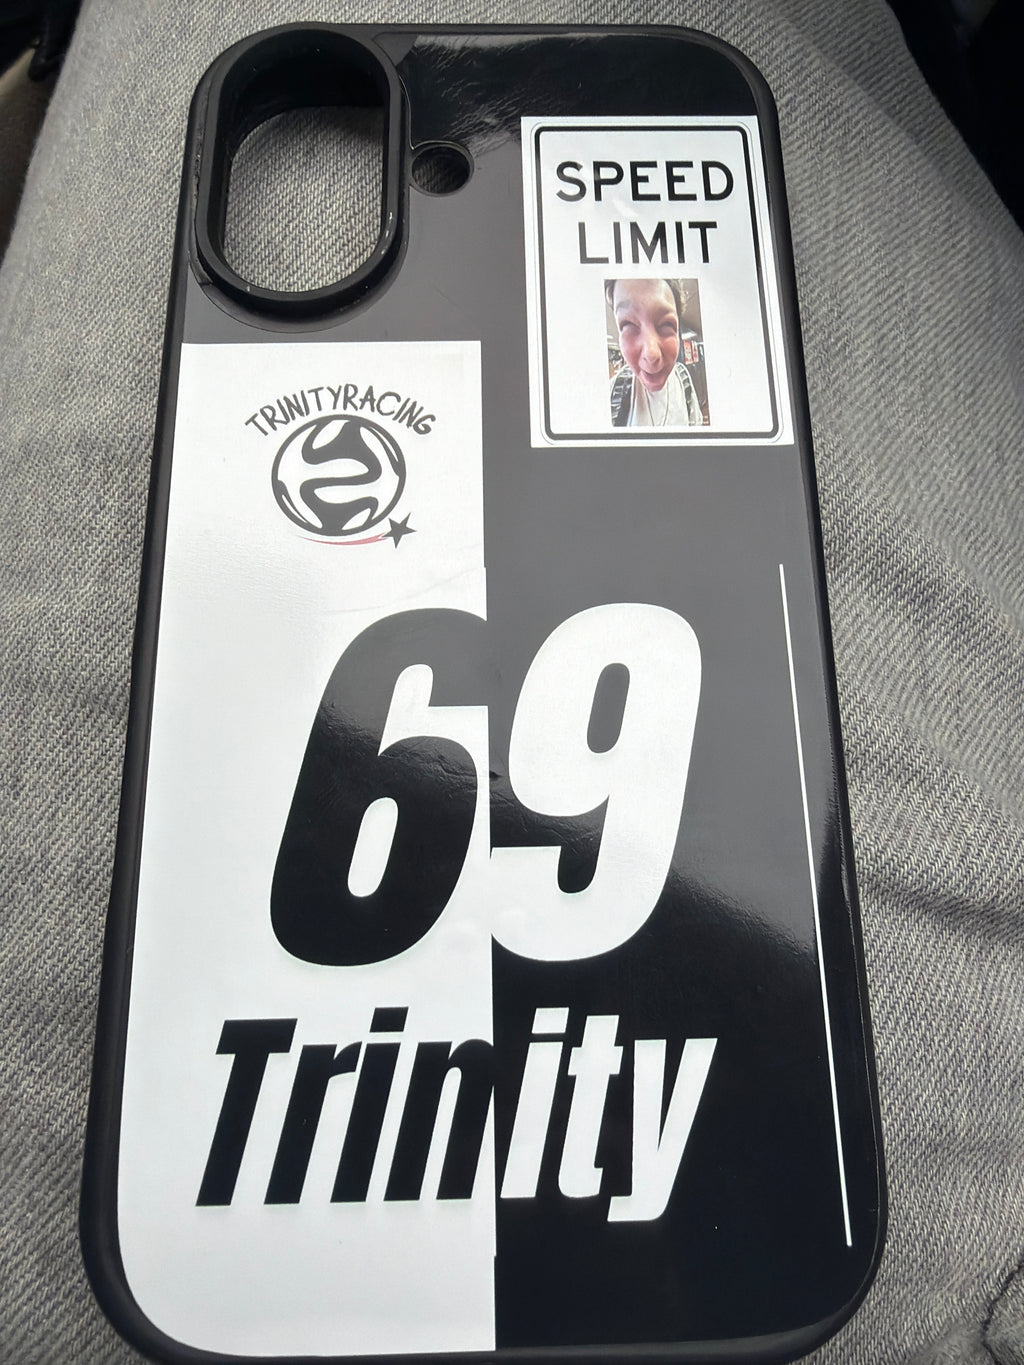 SPEED
LIMIT
TRINITYRACING
69
Trinity